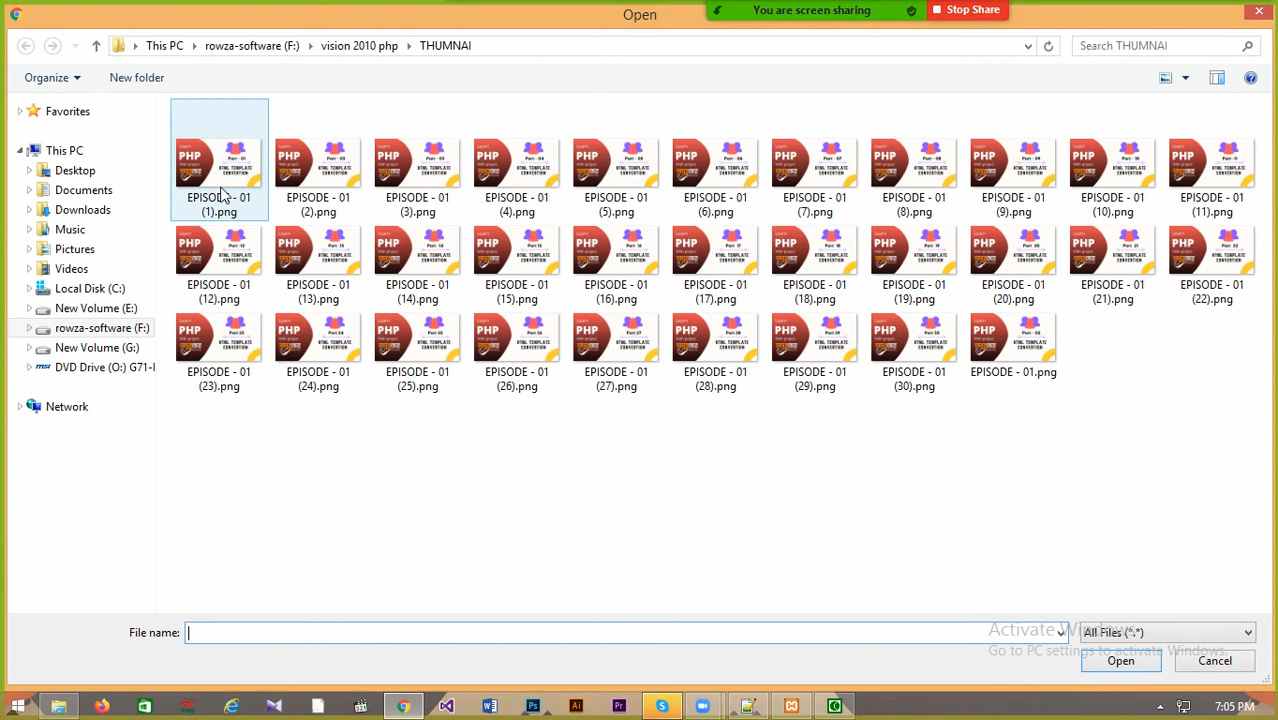 Open
You are screen sharing
Stop Share
This PC
rowza-software (F:)
vision 2010 php
THUMNAI
Search THUMNAI
Organize
New folder
Favorites
This PC
Desktop
Documents
Downloads
Music
Pictures
Videos
Local Disk (C:)
New Volume (E:)
rowza-software (F:)
New Volume (G:)
DVD Drive (O:) G71-I
Network
EPISODE - 01 (1).png
EPISODE - 01 (2).png
EPISODE - 01 (3).png
EPISODE - 01 (4).png
EPISODE - 01 (5).png
EPISODE - 01 (6).png
EPISODE - 01 (7).png
EPISODE - 01 (8).png
EPISODE - 01 (9).png
EPISODE - 01 (10).png
EPISODE - 01 (11).png
EPISODE - 01 (12).png
EPISODE - 01 (13).png
EPISODE - 01 (14).png
EPISODE - 01 (15).png
EPISODE - 01 (16).png
EPISODE - 01 (17).png
EPISODE - 01 (18).png
EPISODE - 01 (19).png
EPISODE - 01 (20).png
EPISODE - 01 (21).png
EPISODE - 01 (22).png
EPISODE - 01 (23).png
EPISODE - 01 (24).png
EPISODE - 01 (25).png
EPISODE - 01 (26).png
EPISODE - 01 (27).png
EPISODE - 01 (28).png
EPISODE - 01 (29).png
EPISODE - 01 (30).png
EPISODE - 01.png
File name:
All Files (*.*)
Activate Windows
Go to PC settings to activate Windows.
Open
Cancel
7:05 PM